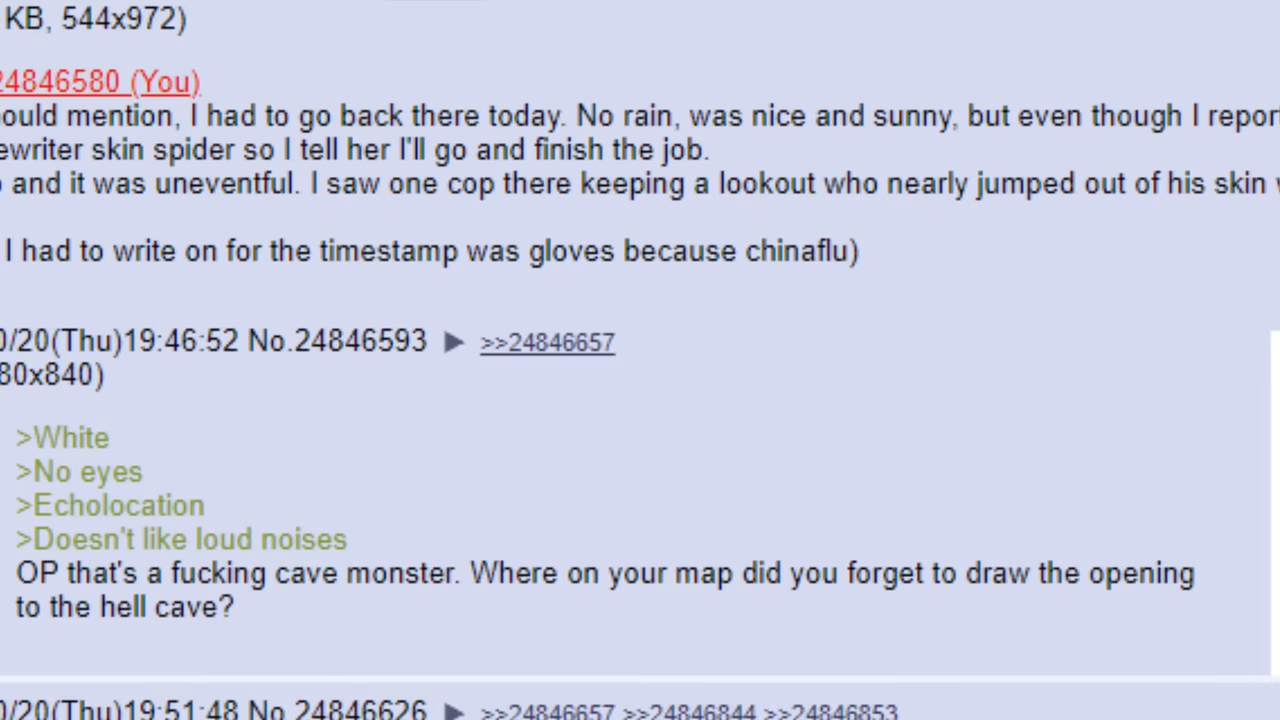 KB, 544x972)
24846580 (You)
ould mention, I had to go back there today. No rain, was nice and sunny, but even though I repor
ewriter skin spider so I tell her I'll go and finish the job.
and it was uneventful. I saw one cop there keeping a lookout who nearly jumped out of his skin
I had to write on for the timestamp was gloves because chinaflu)
0/20(Thu)19:46:52 No.24846593 ▶ >>24846657
80x840)
>White
>No eyes
>Echolocation
>Doesn't like loud noises
OP that's a fucking cave monster. Where on your map did you forget to draw the opening
to the hell cave?
0/20(Thu)19:51:48 No.24846626 ▶ >>24846657 >>24846844 >>24846853